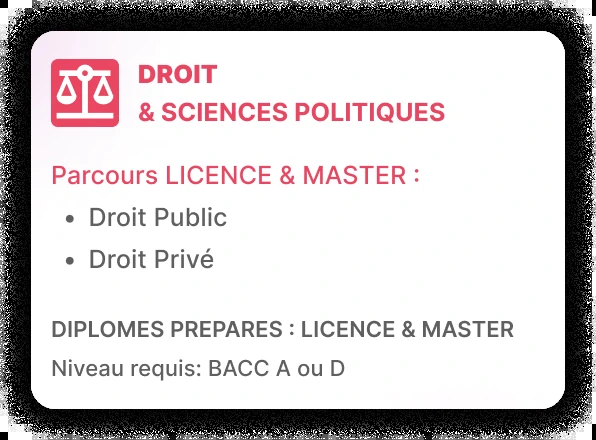 DROIT
& SCIENCES POLITIQUES
Parcours LICENCE & MASTER :
• Droit Public
• Droit Privé
DIPLOMES PREPARES : LICENCE & MASTER
Niveau requis: BACC A ou D